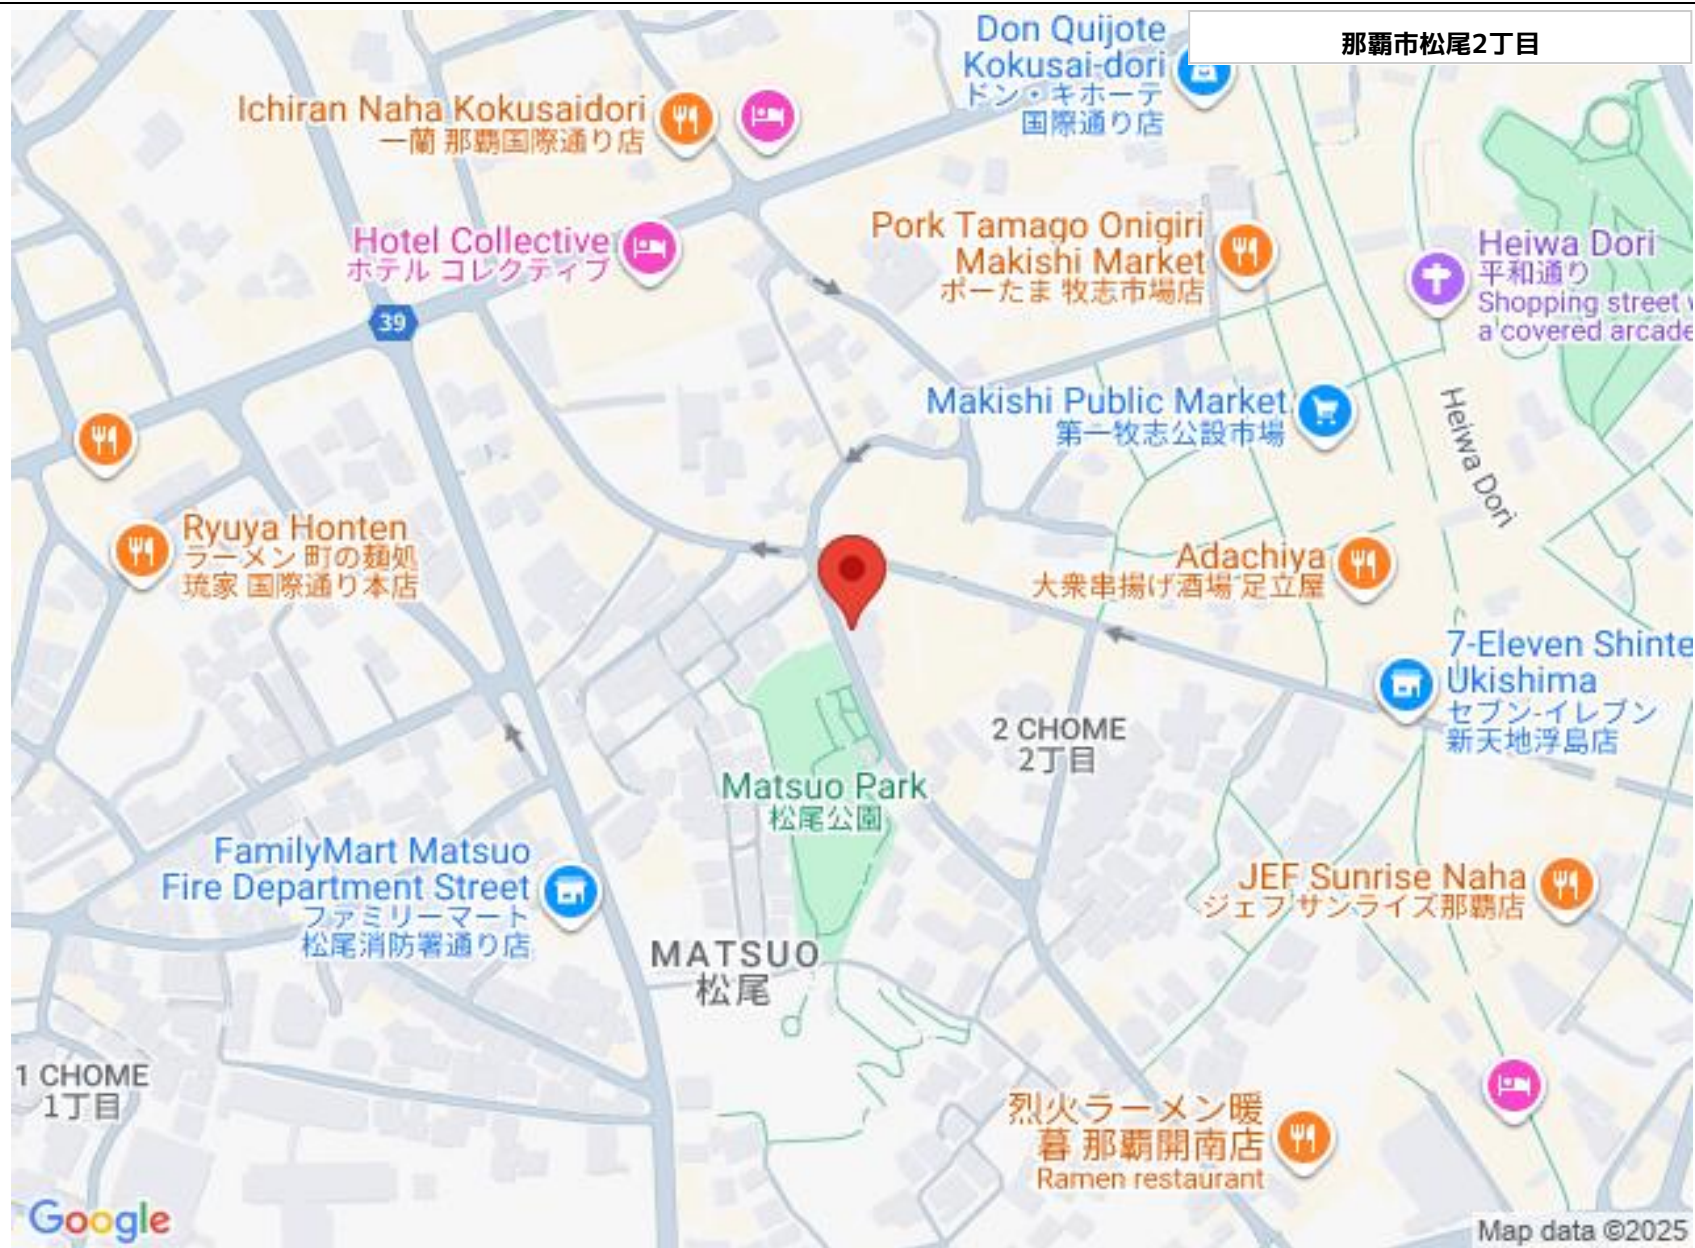 那覇市松尾2丁目
Don Quijote
Kokusai-dori
ドン・キホーテ
国際通り店
Ichiran Naha Kokusaidori
一蘭 那覇国際通り店
Hotel Collective
ホテル コレクティブ
Pork Tamago Onigiri
Makishi Market
ポーたま 牧志市場店
Heiwa Dori
平和通り
Shopping street w
a covered arcade
39
Makishi Public Market
第一牧志公設市場
Heiwa Dori
Ryuya Honten
ラーメン 町の麺処
琉家 国際通り本店
Adachiya
大衆串揚げ酒場 足立屋
7-Eleven Shinte
Ukishima
セブン-イレブン
新天地浮島店
2 CHOME
2丁目
Matsuo Park
松尾公園
FamilyMart Matsuo
Fire Department Street
ファミリーマート
松尾消防署通り店
JEF Sunrise Naha
ジェフ サンライズ那覇店
MATSUO
松尾
1 CHOME
1丁目
烈火ラーメン暖
暮 那覇開南店
Ramen restaurant
Google
Map data ©2025